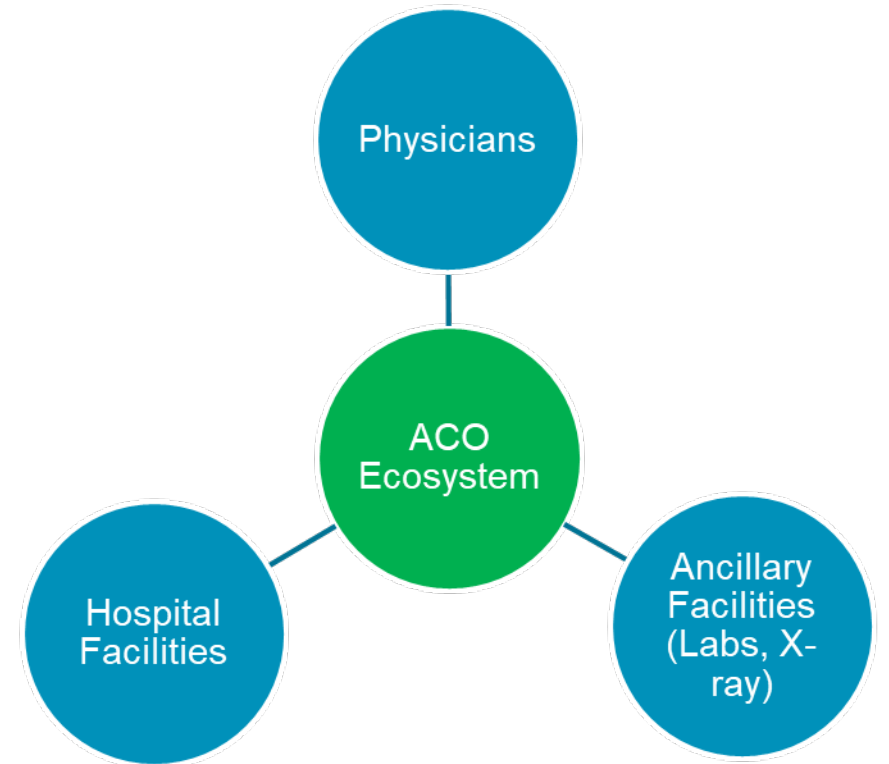 Physicians
ACO
Ecosystem
Hospital
Facilities
Ancillary
Facilities
(Labs, X-
ray)